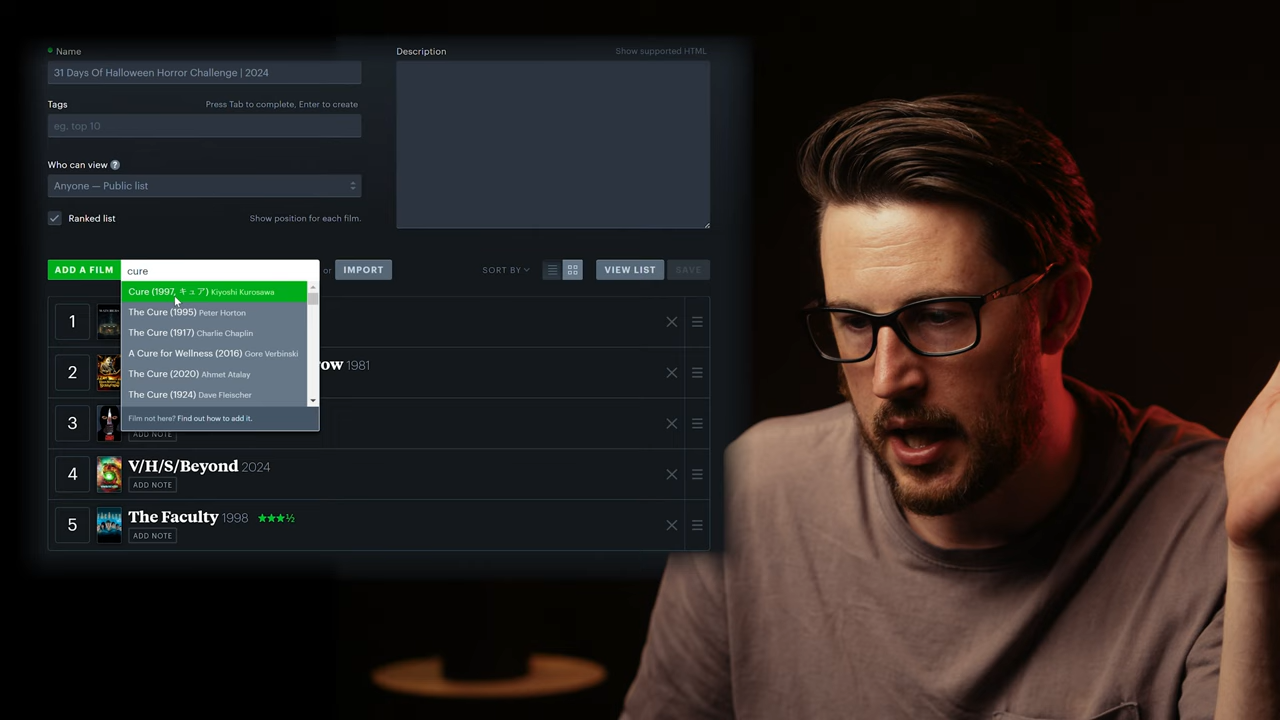 Name
31 Days Of Halloween Horror Challenge | 2024
Tags Press Tab to complete, Enter to create
eg. top 10
Who can view ?
Anyone — Public list
Ranked list Show position for each film.
Description Show supported HTML
ADD A FILM cure or IMPORT SORT BY VIEW LIST SAVE
Cure (1997, キュア) Kiyoshi Kurosawa
The Cure (1995) Peter Horton
The Cure (1917) Charlie Chaplin
A Cure for Wellness (2016) Gore Verbinski
The Cure (2020) Ahmet Atalay
The Cure (1924) Dave Fleischer
Film not here? Find out how to add it.
1
2 ow 1981
3
ADD NOTE
4 V/H/S/Beyond 2024
ADD NOTE
5 The Faculty 1998 ★★★½
ADD NOTE